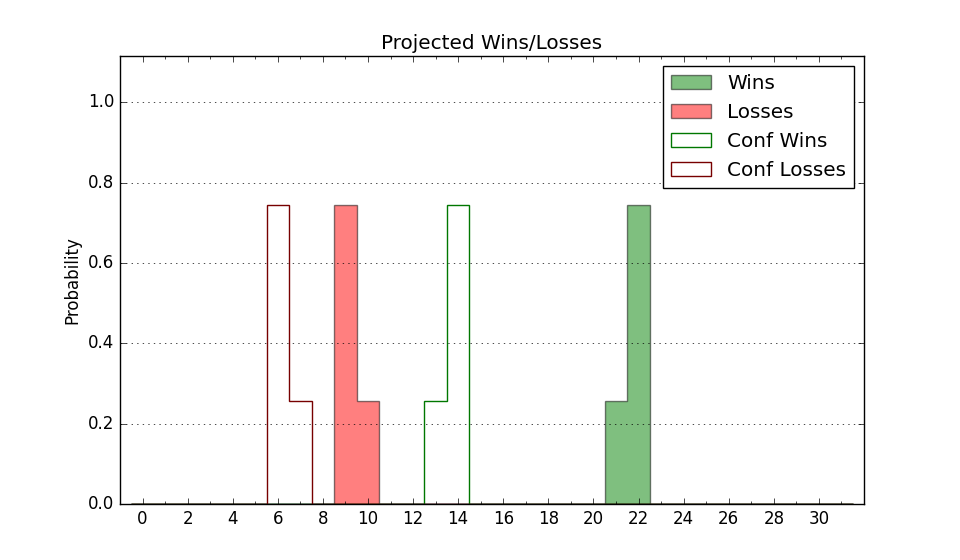 Projected Wins/Losses
Wins
Losses
Conf Wins
Conf Losses
Probability
1.0
0.8
0.6
0.4
0.2
0.0
0 2 4 6 8 10 12 14 16 18 20 22 24 26 28 30